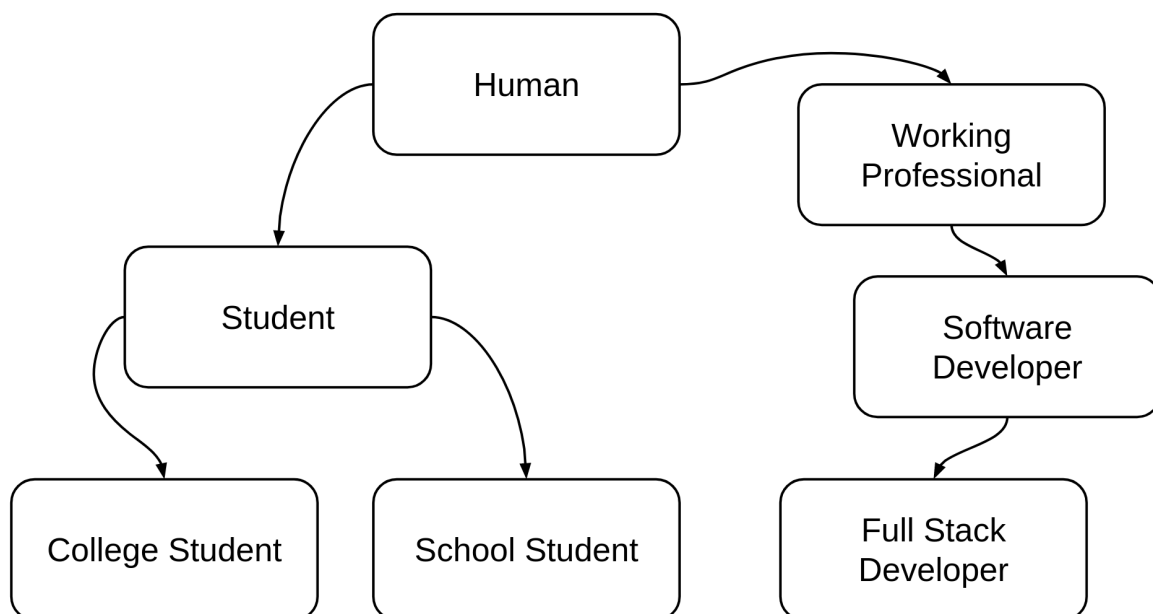 Human
Working
Professional
Student
Software
Developer
College Student
School Student
Full Stack
Developer